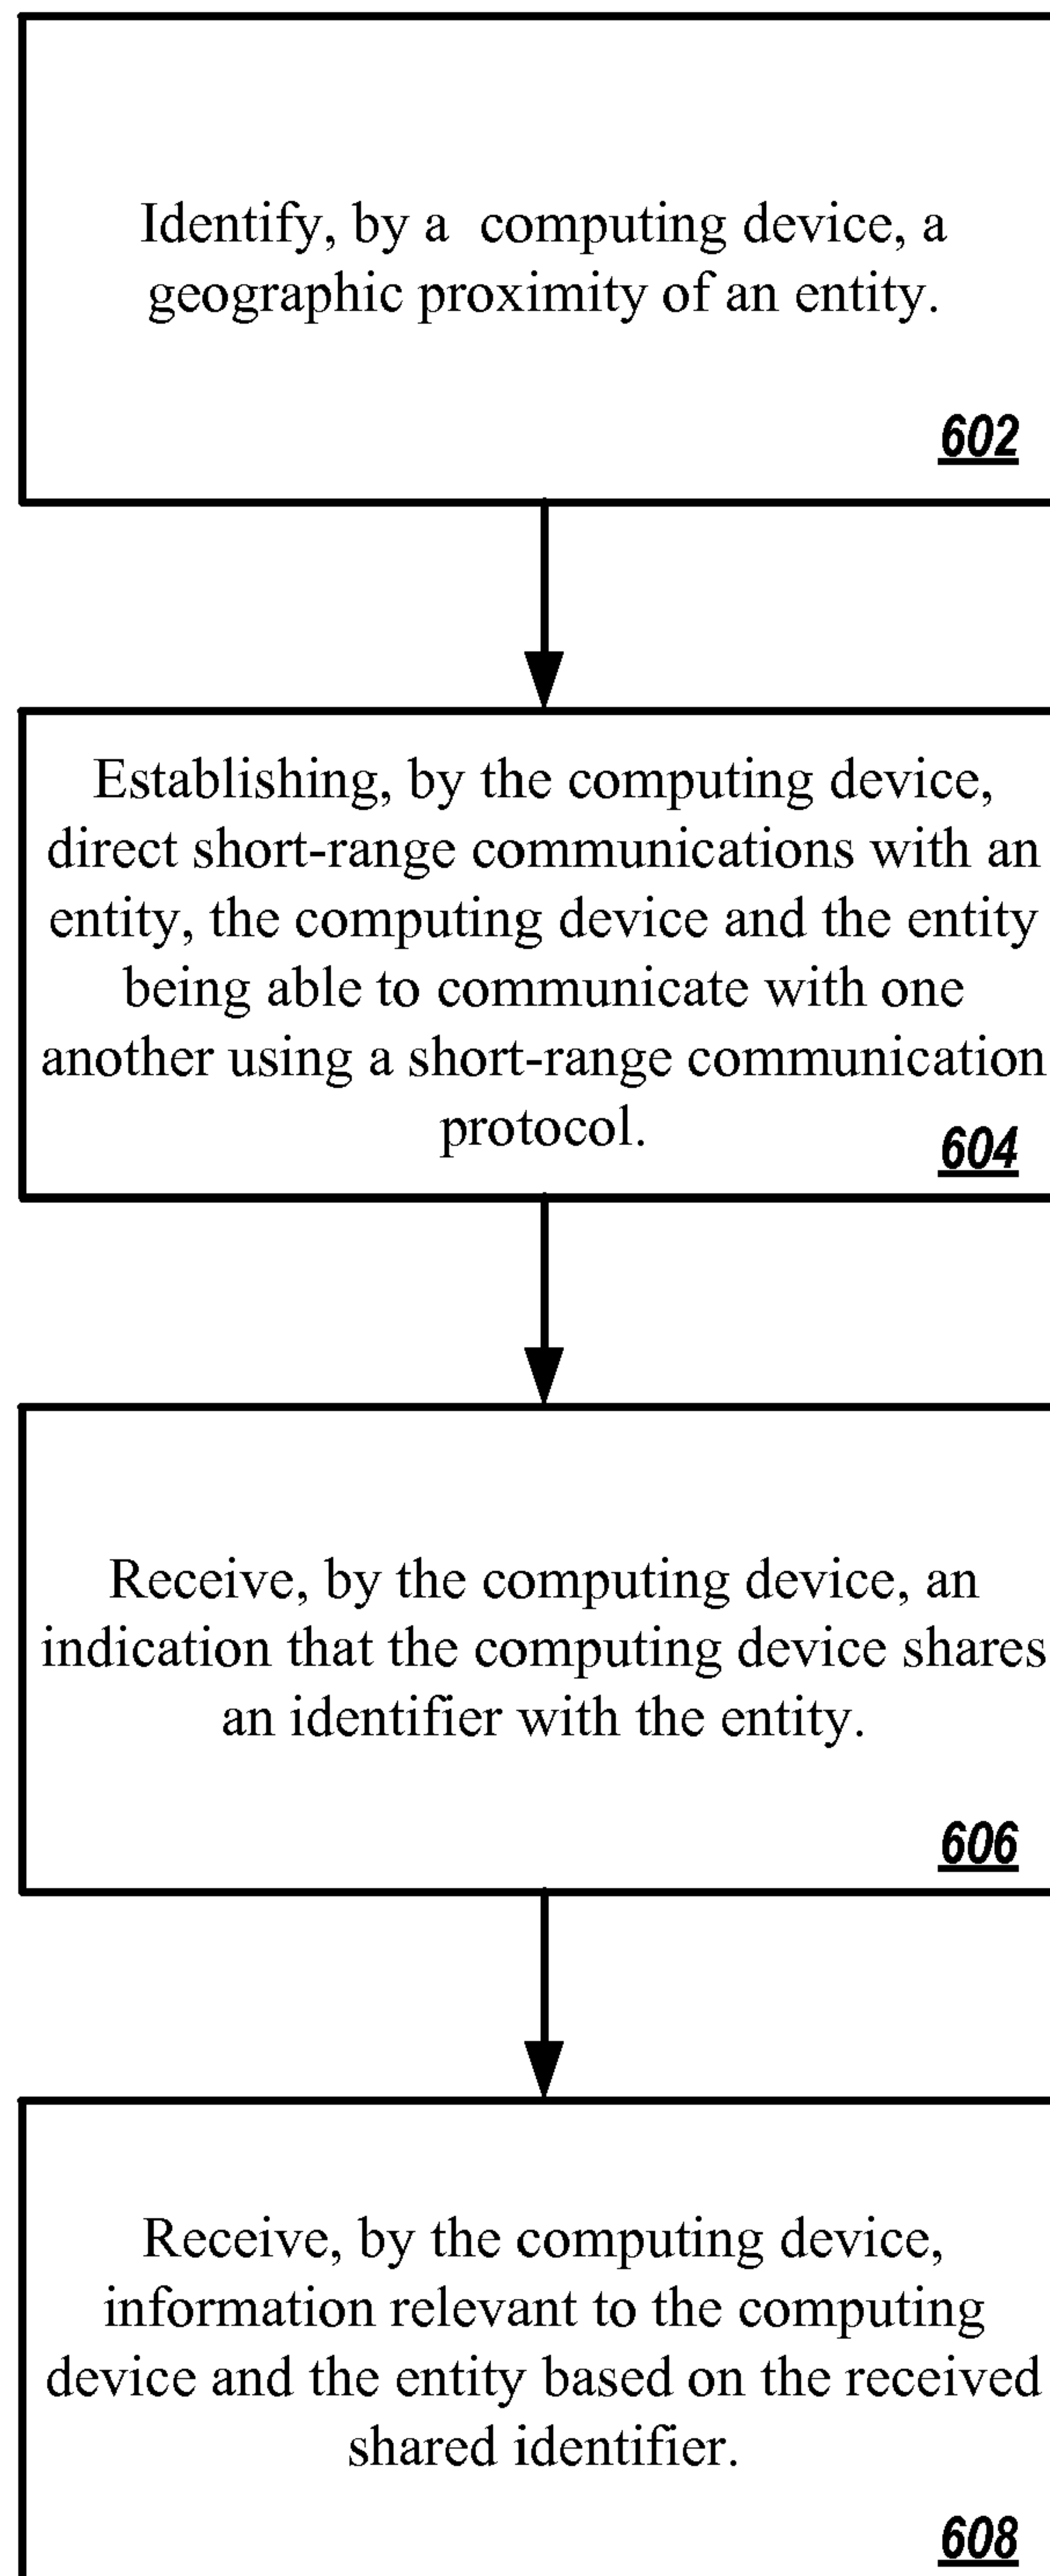 Identify, by a  computing device, a
geographic proximity of an entity.
602
Establishing, by the computing device,
direct short-range communications with an
entity, the computing device and the entity
being able to communicate with one
another using a short-range communication
protocol.
604
Receive, by the computing device, an
indication that the computing device shares
an identifier with the entity.
606
Receive, by the computing device,
information relevant to the computing
device and the entity based on the received
shared identifier.
608